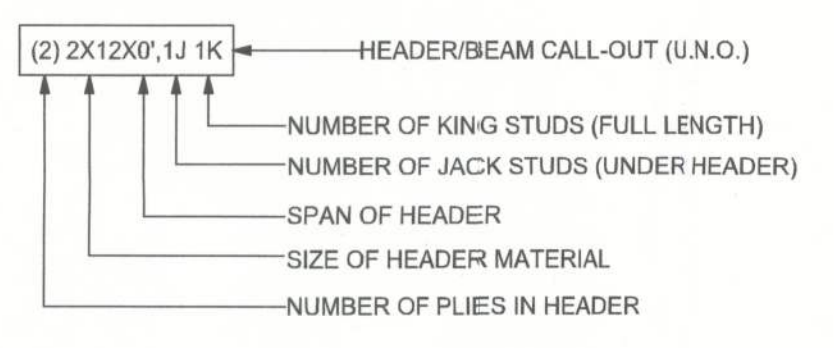 (2) 2X12X0',1J 1K
HEADER/BEAM CALL-OUT (U.N.O.)
NUMBER OF KING STUDS (FULL LENGTH)
NUMBER OF JACK STUDS (UNDER HEADER)
SPAN OF HEADER
SIZE OF HEADER MATERIAL
NUMBER OF PLIES IN HEADER